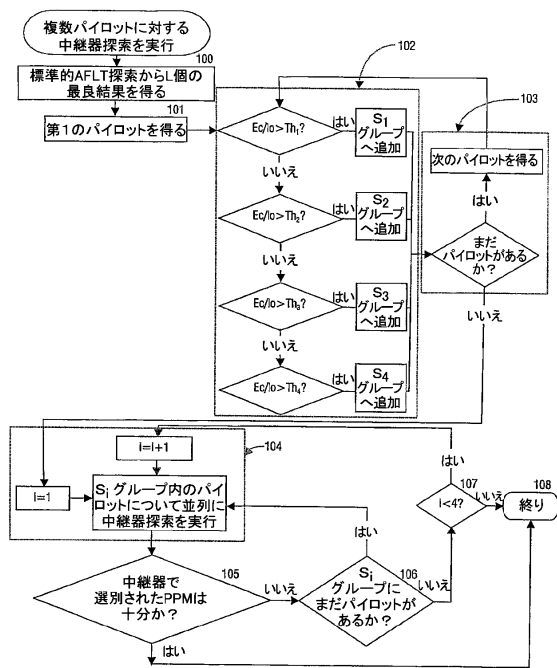 複数パイロットに対する
中継器探索を実行
100
標準的AFLT探索からL個の
最良結果を得る
101
第1のパイロットを得る
102
Ec/Io>Th₁?
はい
S₁
グループ
へ追加
いいえ
Ec/Io>Th₂?
はい
S₂
グループ
へ追加
いいえ
Ec/Io>Th₃?
はい
S₃
グループ
へ追加
いいえ
Ec/Io>Th₄?
はい
S₄
グループ
へ追加
103
次のパイロットを得る
はい
まだ
パイロットがある
か?
いいえ
104
i=i+1
i=1
Sᵢ グループ内のパイ
ロットについて並列に
中継器探索を実行
中継器で
選別されたPPMは
十分か?
105
いいえ
はい
Sᵢ
グループに
まだパイロットが
あるか?
106
はい
いいえ
i<4?
107
はい
いいえ
108
終り